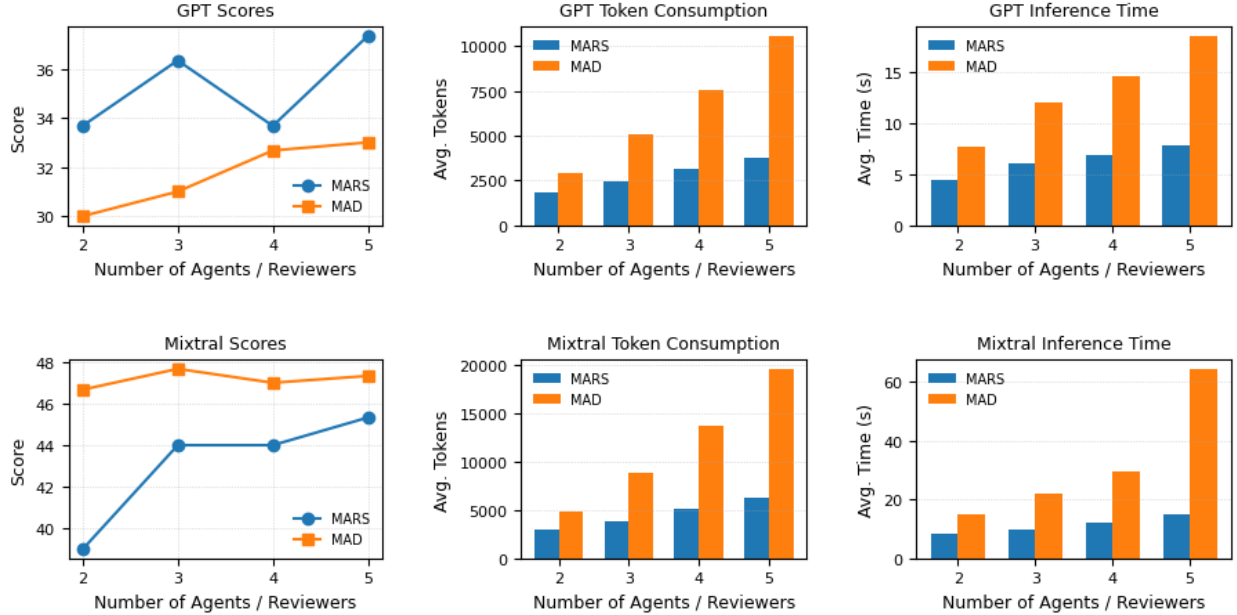 GPT Scores
36
34
32
30
Score
MARS
MAD
2 3 4 5
Number of Agents / Reviewers
GPT Token Consumption
10000
7500
5000
2500
0
Avg. Tokens
MARS
MAD
2 3 4 5
Number of Agents / Reviewers
GPT Inference Time
15
10
5
0
Avg. Time (s)
MARS
MAD
2 3 4 5
Number of Agents / Reviewers
Mixtral Scores
48
46
44
42
40
Score
MARS
MAD
2 3 4 5
Number of Agents / Reviewers
Mixtral Token Consumption
20000
15000
10000
5000
0
Avg. Tokens
MARS
MAD
2 3 4 5
Number of Agents / Reviewers
Mixtral Inference Time
60
40
20
0
Avg. Time (s)
MARS
MAD
2 3 4 5
Number of Agents / Reviewers